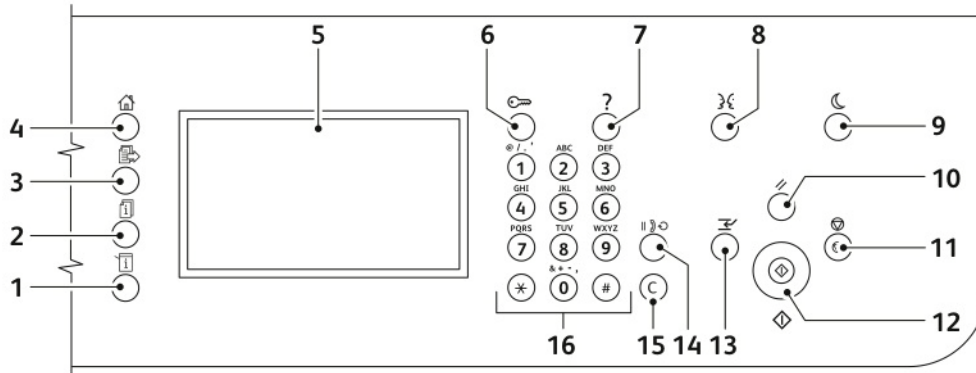 5 6 7 8
4 ? 9
@ / . ' ABC DEF
3 1 2 3
GHI JKL MNO
4 5 6 10
2 PQRS TUV WXYZ
7 8 9 11
1 & + - ,
* 0 # C 12
16 15 14 13